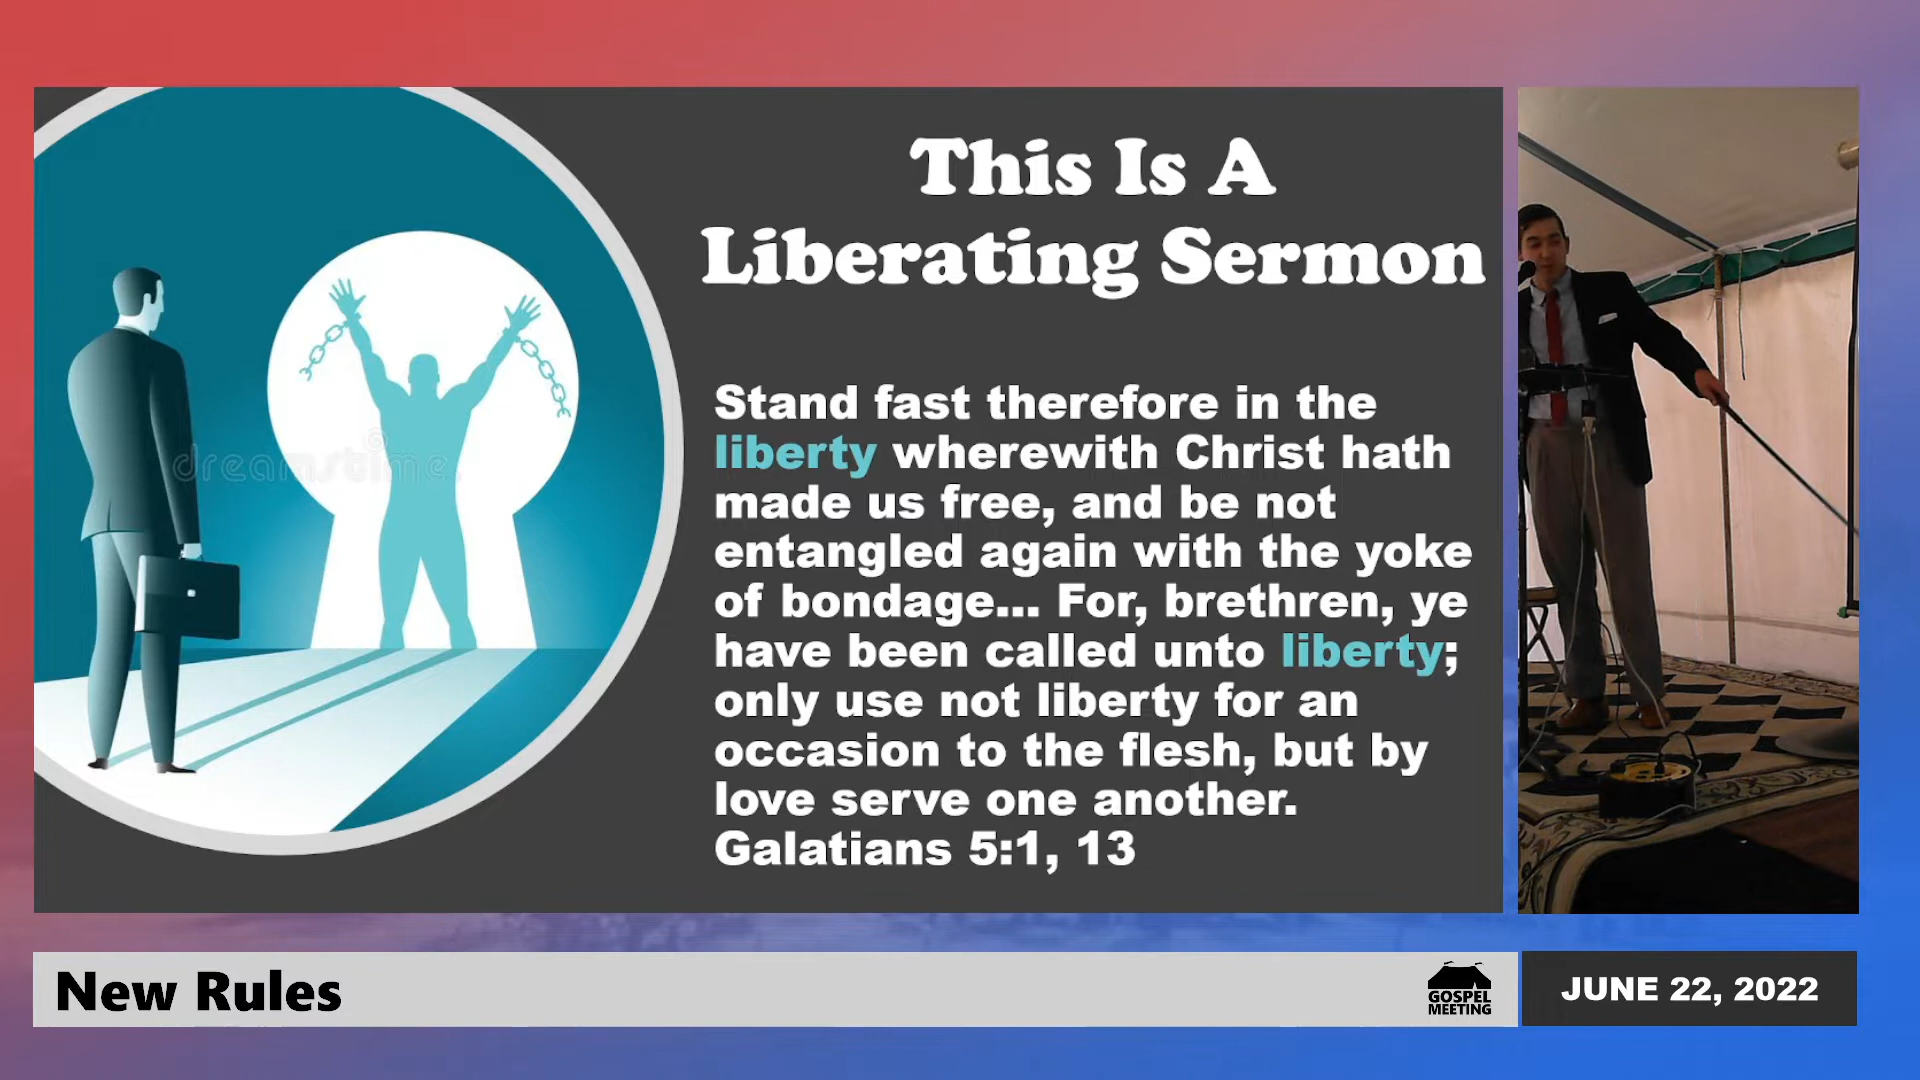 This Is A
Liberating Sermon
Stand fast therefore in the
liberty wherewith Christ hath
made us free, and be not
entangled again with the yoke
of bondage... For, brethren, ye
have been called unto liberty;
only use not liberty for an
occasion to the flesh, but by
love serve one another.
Galatians 5:1, 13
dreamstime
New Rules
GOSPEL
MEETING
JUNE 22, 2022